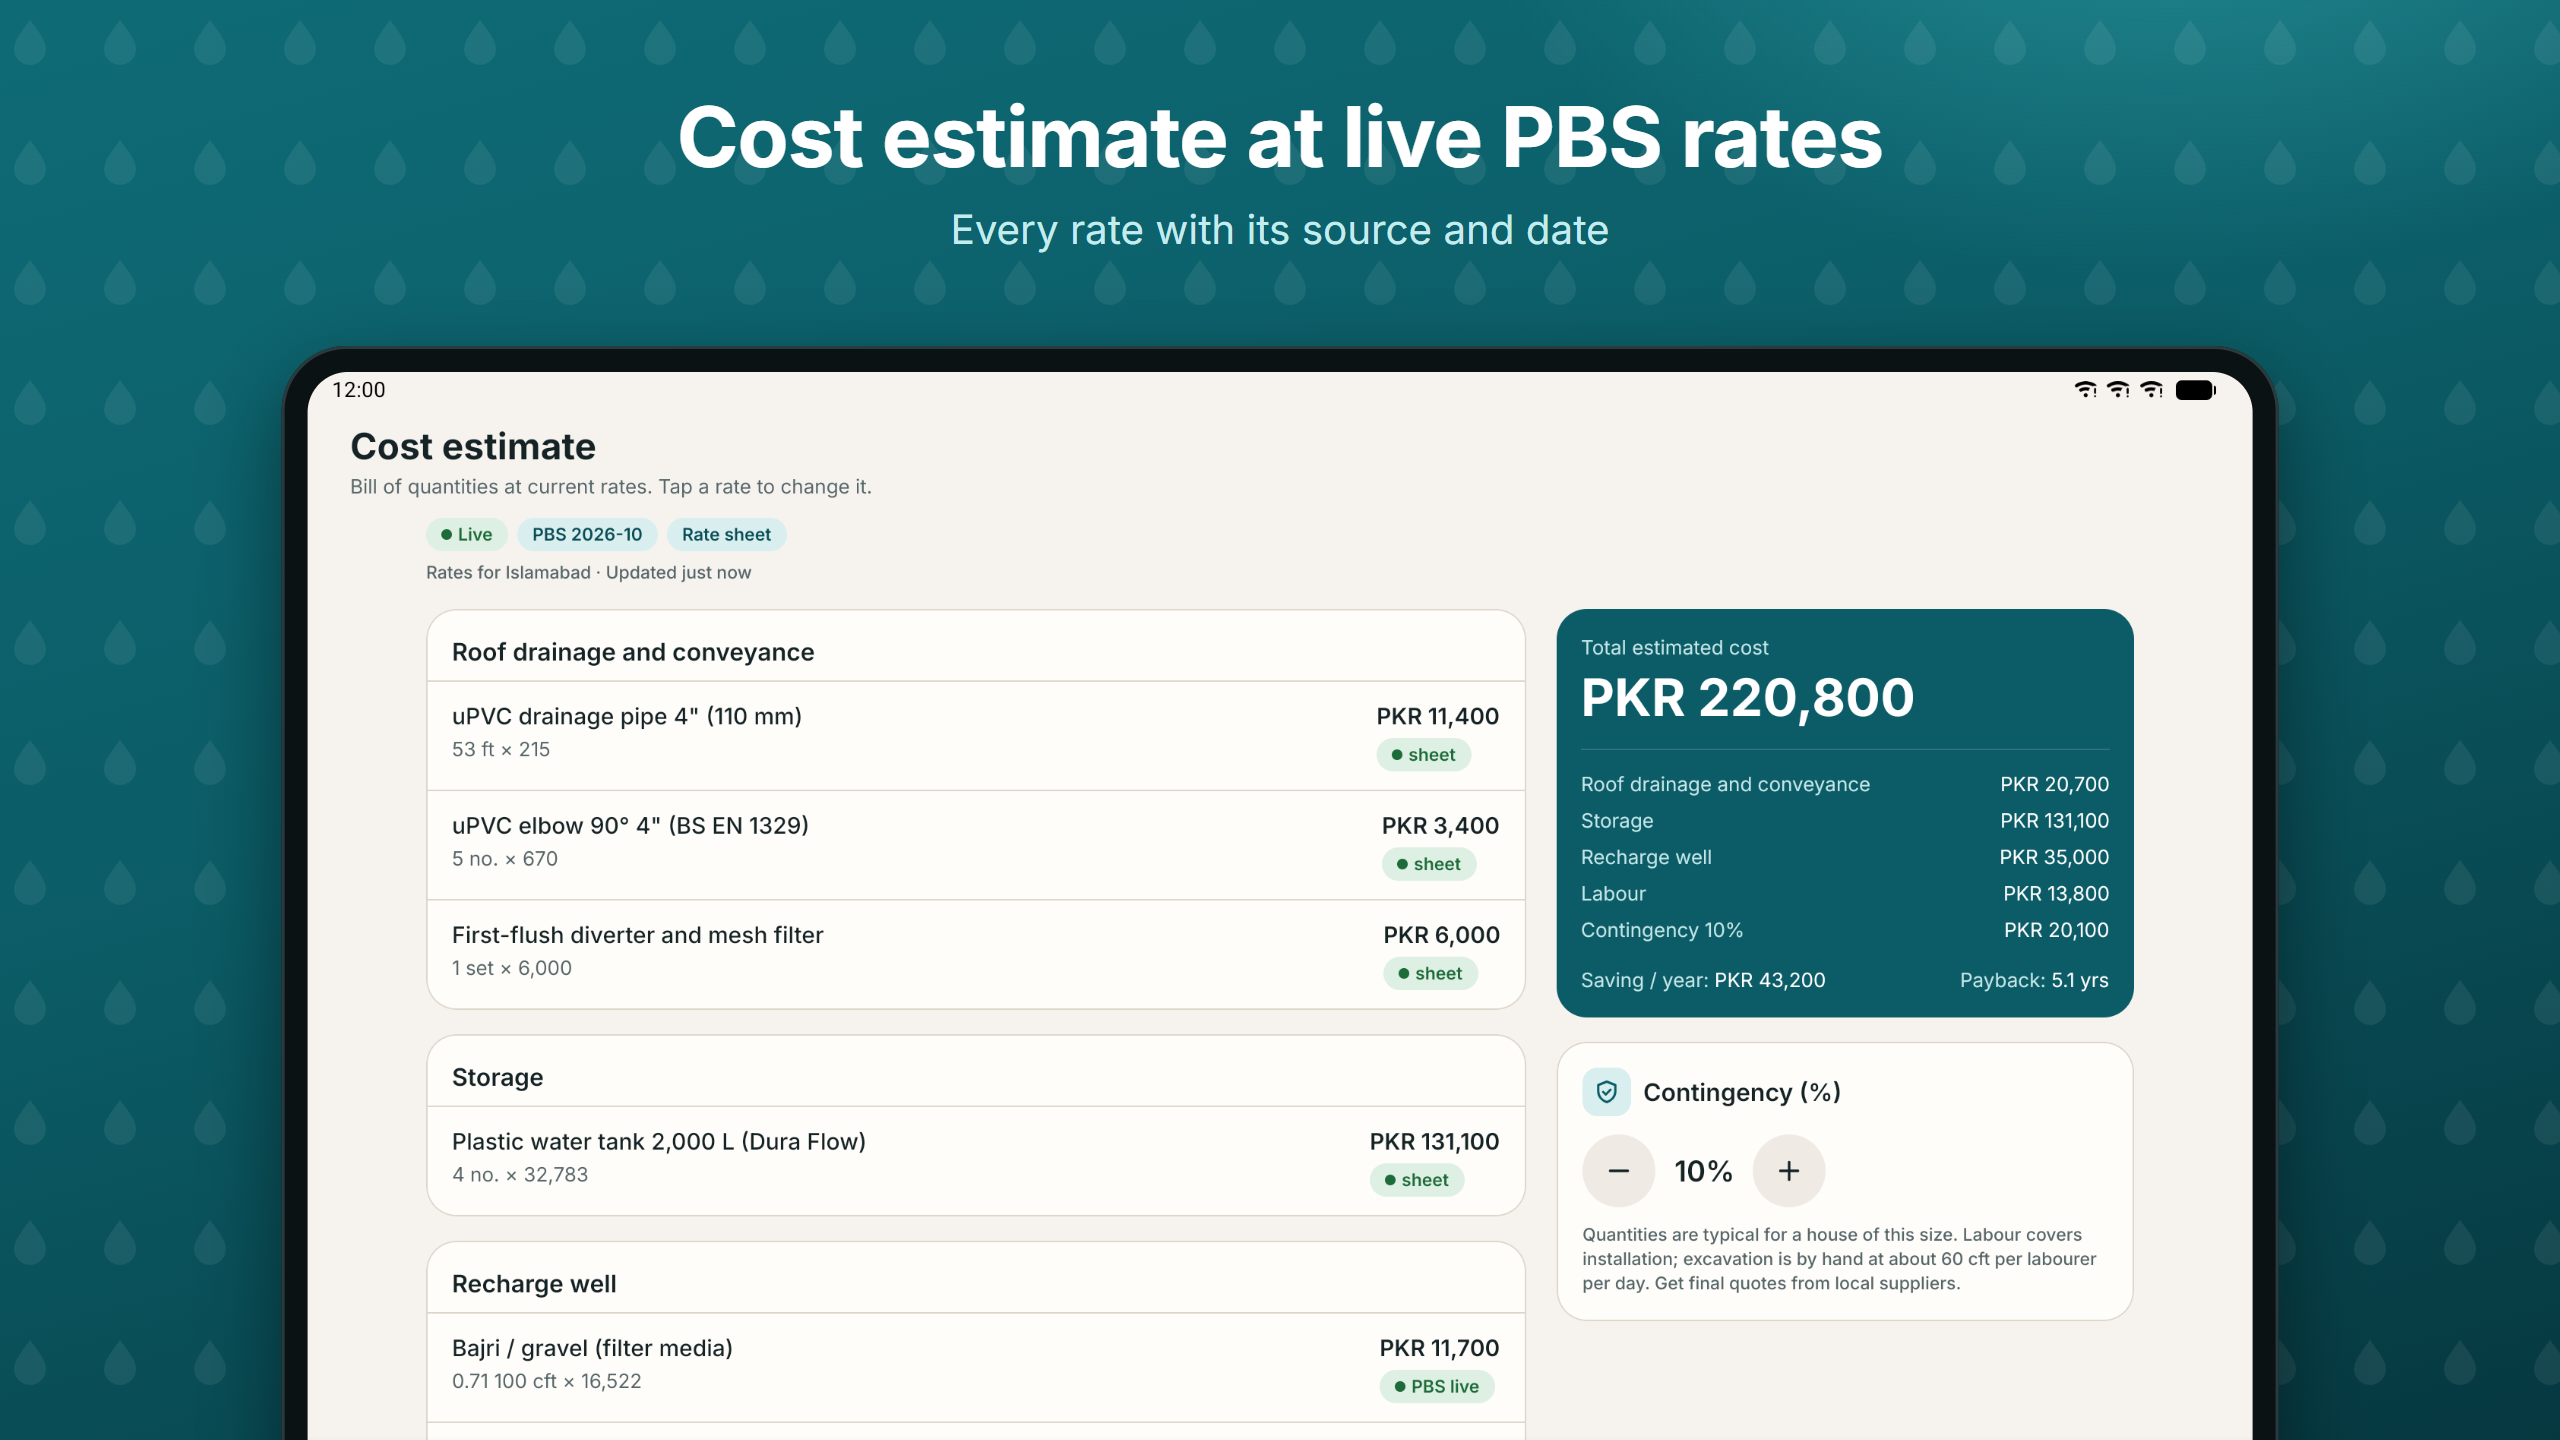 Cost estimate at live PBS rates
Every rate with its source and date
12:00
Cost estimate
Bill of quantities at current rates. Tap a rate to change it.
Live
PBS 2026-10
Rate sheet
Rates for Islamabad · Updated just now
Roof drainage and conveyance
uPVC drainage pipe 4" (110 mm)
PKR 11,400
53 ft × 215
sheet
uPVC elbow 90° 4" (BS EN 1329)
PKR 3,400
5 no. × 670
sheet
First-flush diverter and mesh filter
PKR 6,000
1 set × 6,000
sheet
Storage
Plastic water tank 2,000 L (Dura Flow)
PKR 131,100
4 no. × 32,783
sheet
Recharge well
Bajri / gravel (filter media)
PKR 11,700
0.71 100 cft × 16,522
PBS live
Total estimated cost
PKR 220,800
Roof drainage and conveyance PKR 20,700
Storage PKR 131,100
Recharge well PKR 35,000
Labour PKR 13,800
Contingency 10% PKR 20,100
Saving / year: PKR 43,200 Payback: 5.1 yrs
Contingency (%)
− 10% +
Quantities are typical for a house of this size. Labour covers
installation; excavation is by hand at about 60 cft per labourer
per day. Get final quotes from local suppliers.